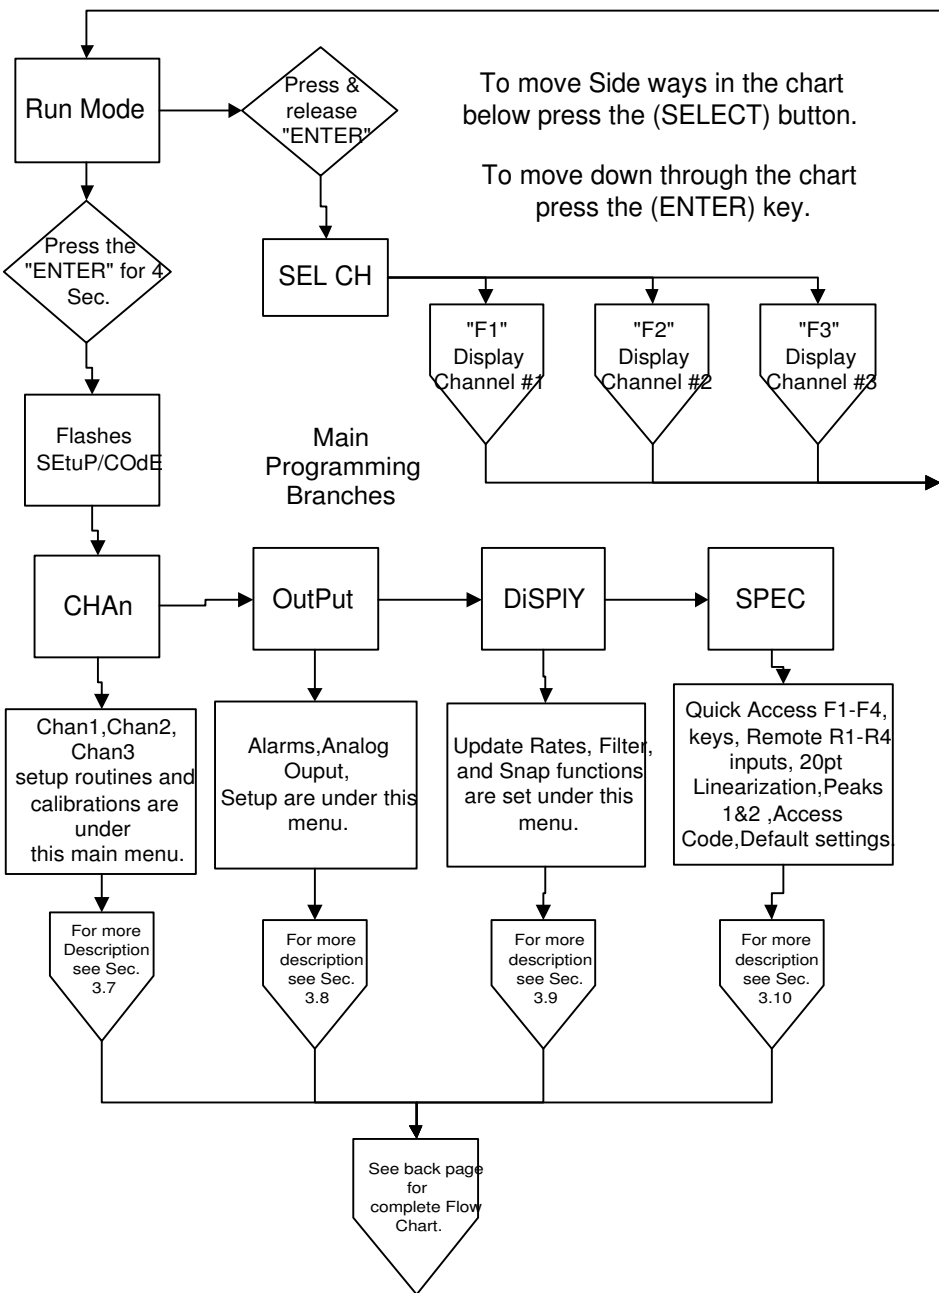 Run Mode
Press &
release
"ENTER"
To move Side ways in the chart
below press the (SELECT) button.
To move down through the chart
press the (ENTER) key.
Press the
"ENTER" for 4
Sec.
SEL CH
"F1"
Display
Channel #1
"F2"
Display
Channel #2
"F3"
Display
Channel #3
Flashes
SEtuP/COdE
Main
Programming
Branches
CHAn
OutPut
DiSPlY
SPEC
Chan1,Chan2,
Chan3
setup routines and
calibrations are
under
this main menu.
Alarms,Analog
Ouput,
Setup are under this
menu.
Update Rates, Filter,
and Snap functions
are set under this
menu.
Quick Access F1-F4,
keys, Remote R1-R4
inputs, 20pt
Linearization,Peaks
1&2 ,Access
Code,Default settings.
For more
Description
see Sec.
3.7
For more
description
see Sec.
3.8
For more
description
see Sec.
3.9
For more
description
see Sec.
3.10
See back page
for
complete Flow
Chart.